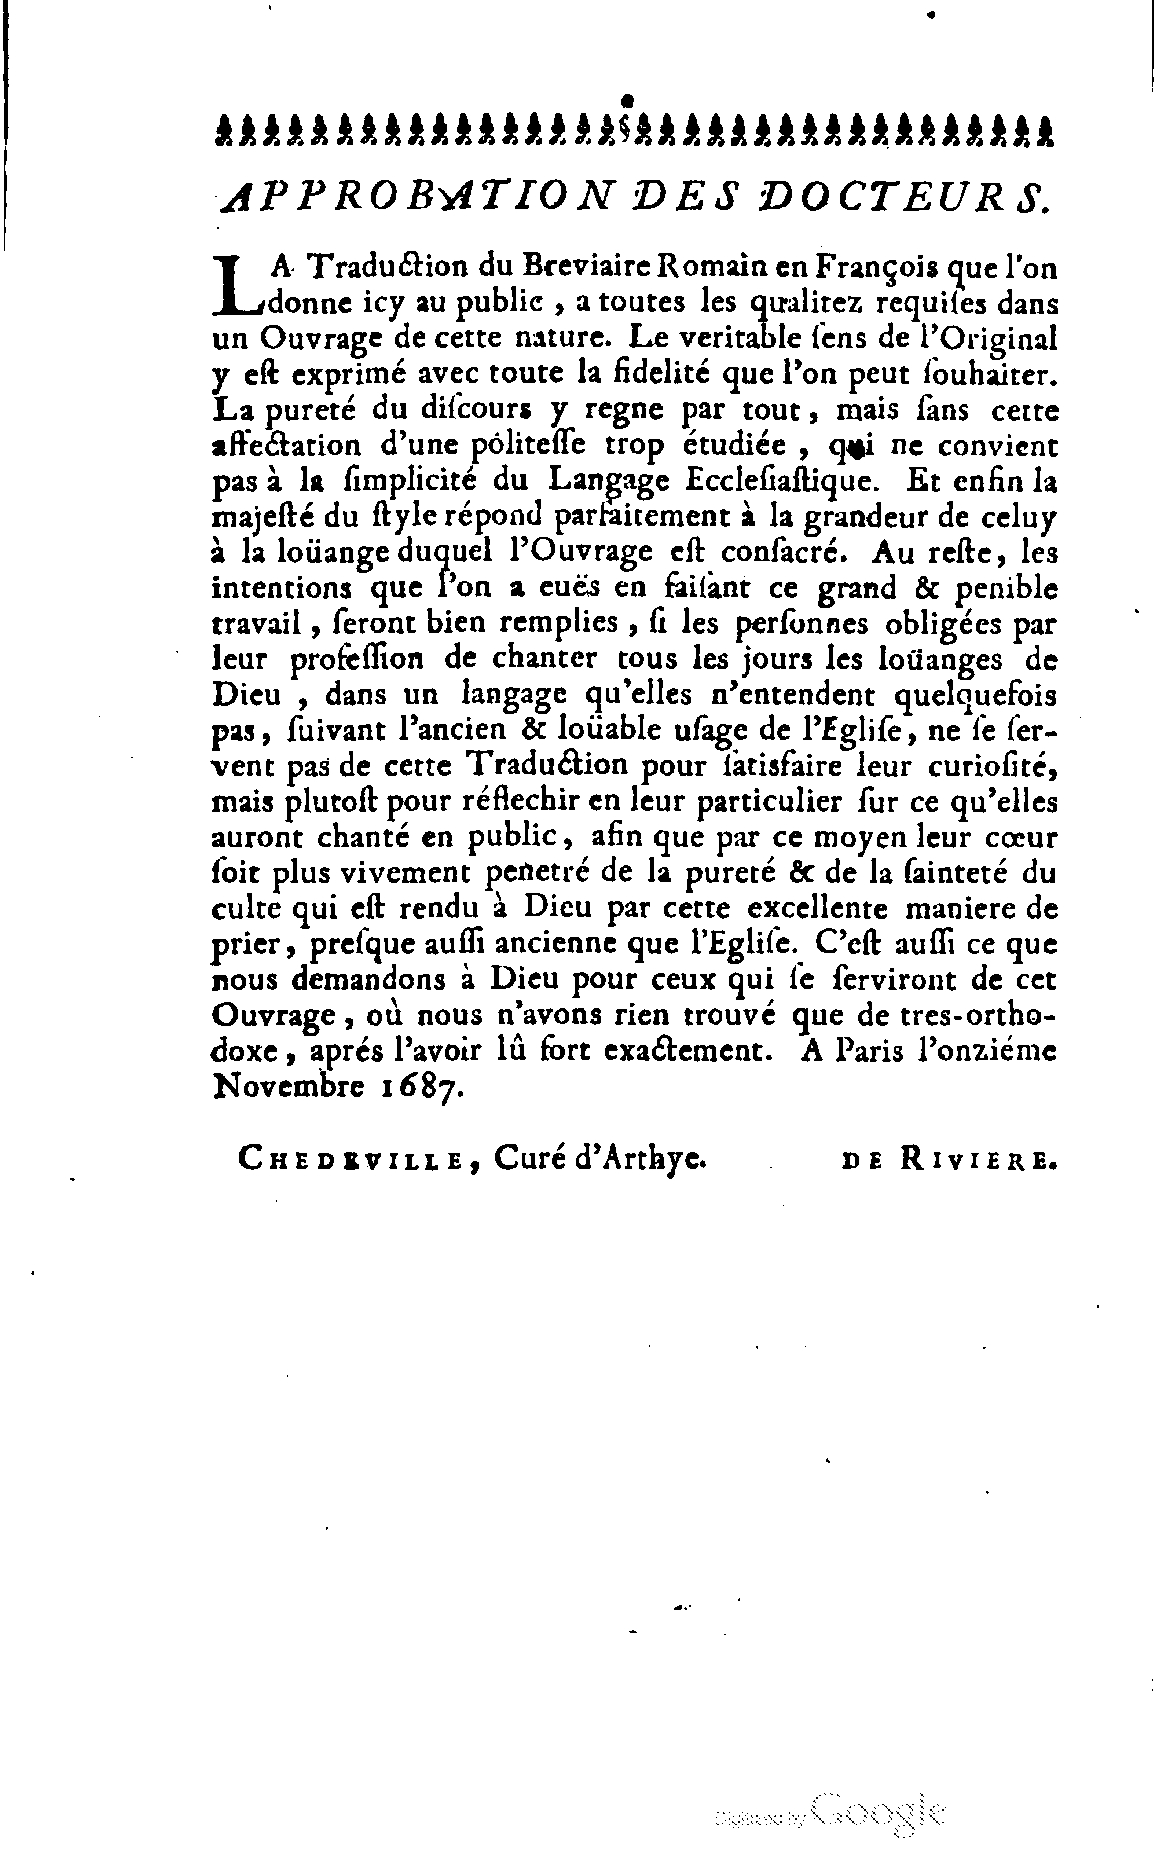 APPROBATION DES DOCTEURS.
LA Traduction du Breviaire Romain en François que l'on
donne icy au public , a toutes les qualitez requiſes dans
un Ouvrage de cette nature. Le veritable ſens de l'Original
y eſt exprimé avec toute la fidelité que l'on peut ſouhaiter.
La pureté du diſcours y regne par tout , mais ſans cette
affectation d'une politeſſe trop étudiée , qui ne convient
pas à la ſimplicité du Langage Eccleſiaſtique. Et enfin la
majeſté du ſtyle répond parfaitement à la grandeur de celuy
à la loüange duquel l'Ouvrage eſt conſacré. Au reſte, les
intentions que l'on a euës en faiſant ce grand & penible
travail , ſeront bien remplies , ſi les perſonnes obligées par
leur profeſſion de chanter tous les jours les loüanges de
Dieu , dans un langage qu'elles n'entendent quelquefois
pas, ſuivant l'ancien & loüable uſage de l'Egliſe, ne ſe ſer-
vent pas de cette Traduction pour ſatisfaire leur curioſité,
mais plutoſt pour réflechir en leur particulier ſur ce qu'elles
auront chanté en public, afin que par ce moyen leur cœur
ſoit plus vivement penetré de la pureté & de la ſainteté du
culte qui eſt rendu à Dieu par cette excellente maniere de
prier, preſque auſſi ancienne que l'Egliſe. C'eſt auſſi ce que
nous demandons à Dieu pour ceux qui ſe ſerviront de cet
Ouvrage, où nous n'avons rien trouvé que de tres-ortho-
doxe, aprés l'avoir lû fort exactement. A Paris l'onziéme
Novembre 1687.
CHEDEVILLE, Curé d'Arthye. DE RIVIERE.
Digitized by Google